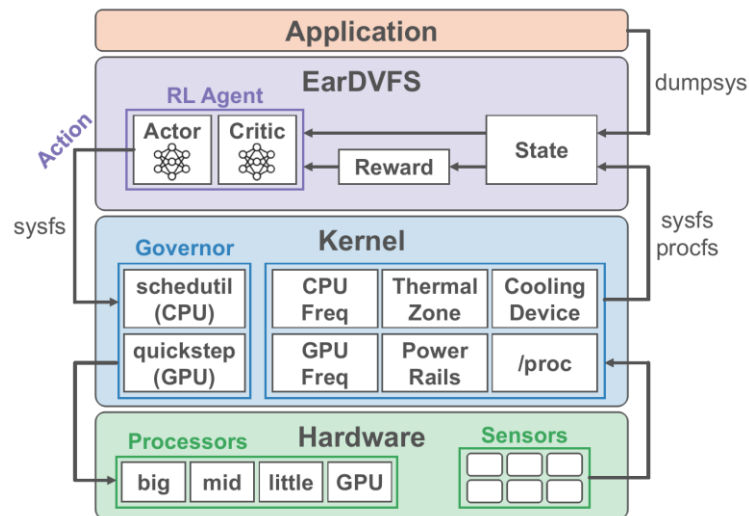 Application
EarDVFS
dumpsys
RL Agent
Action
Actor
Critic
State
Reward
sysfs
sysfs
procfs
Kernel
Governor
schedutil
(CPU)
CPU
Freq
Thermal
Zone
Cooling
Device
quickstep
(GPU)
GPU
Freq
Power
Rails
/proc
Hardware
Processors
Sensors
big
mid
little
GPU